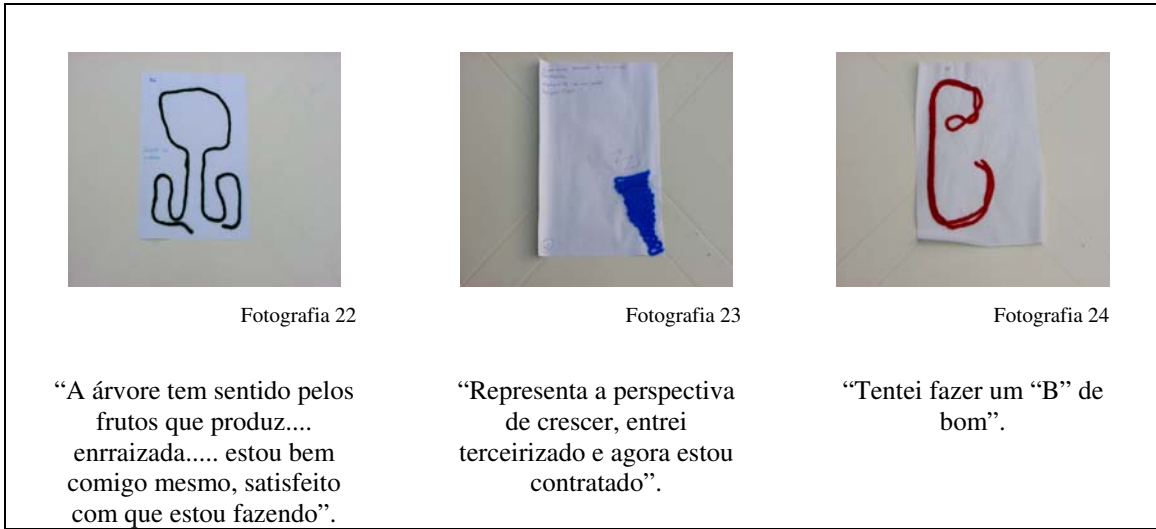 Fotografia 22
Fotografia 23
Fotografia 24
“A árvore tem sentido pelos
frutos que produz....
enrraizada..... estou bem
comigo mesmo, satisfeito
com que estou fazendo”.
“Representa a perspectiva
de crescer, entrei
terceirizado e agora estou
contratado”.
“Tentei fazer um “B” de
bom”.